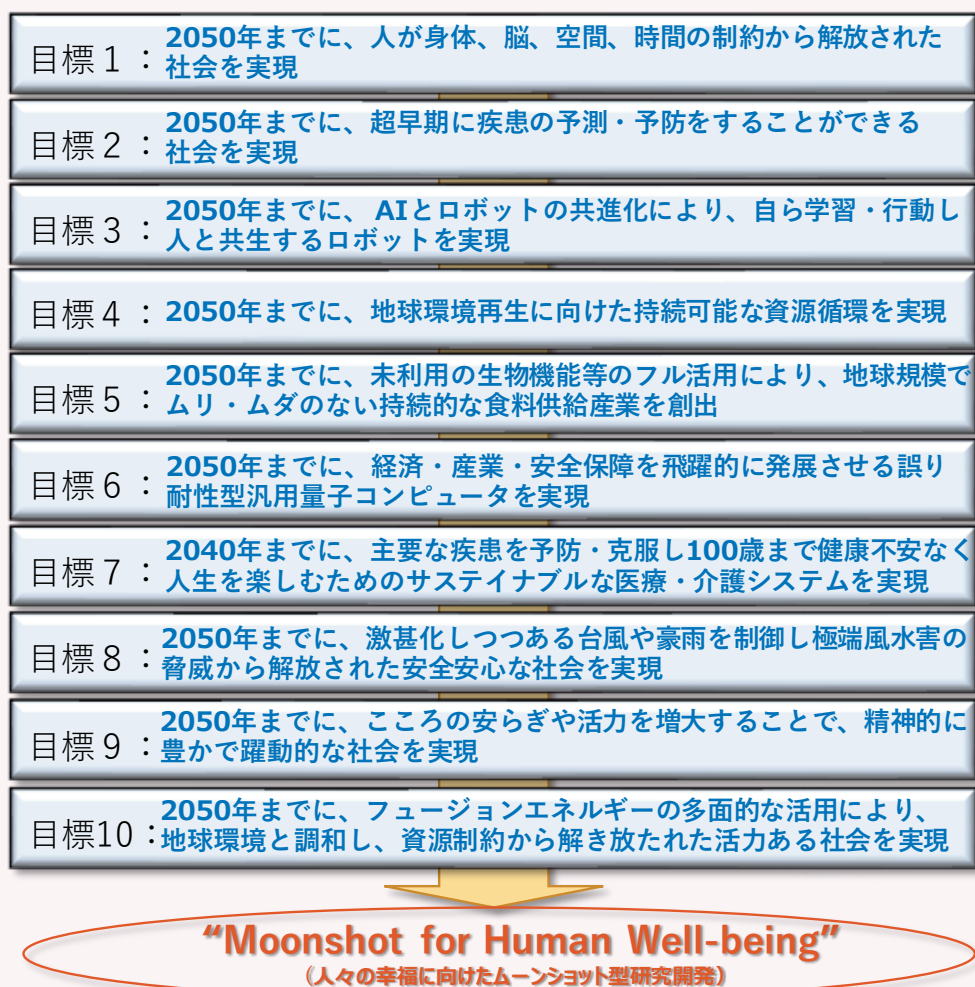 目標１：2050年までに、人が身体、脳、空間、時間の制約から解放された
社会を実現
目標２：2050年までに、超早期に疾患の予測・予防をすることができる
社会を実現
目標３：2050年までに、AIとロボットの共進化により、自ら学習・行動し
人と共生するロボットを実現
目標４：2050年までに、地球環境再生に向けた持続可能な資源循環を実現
目標５：2050年までに、未利用の生物機能等のフル活用により、地球規模で
ムリ・ムダのない持続的な食料供給産業を創出
目標６：2050年までに、経済・産業・安全保障を飛躍的に発展させる誤り
耐性型汎用量子コンピュータを実現
目標７：2040年までに、主要な疾患を予防・克服し100歳まで健康不安なく
人生を楽しむためのサステイナブルな医療・介護システムを実現
目標８：2050年までに、激甚化しつつある台風や豪雨を制御し極端風水害の
脅威から解放された安全安心な社会を実現
目標９：2050年までに、こころの安らぎや活力を増大することで、精神的に
豊かで躍動的な社会を実現
目標10：2050年までに、フュージョンエネルギーの多面的な活用により、
地球環境と調和し、資源制約から解き放たれた活力ある社会を実現
“Moonshot for Human Well-being”
（人々の幸福に向けたムーンショット型研究開発）